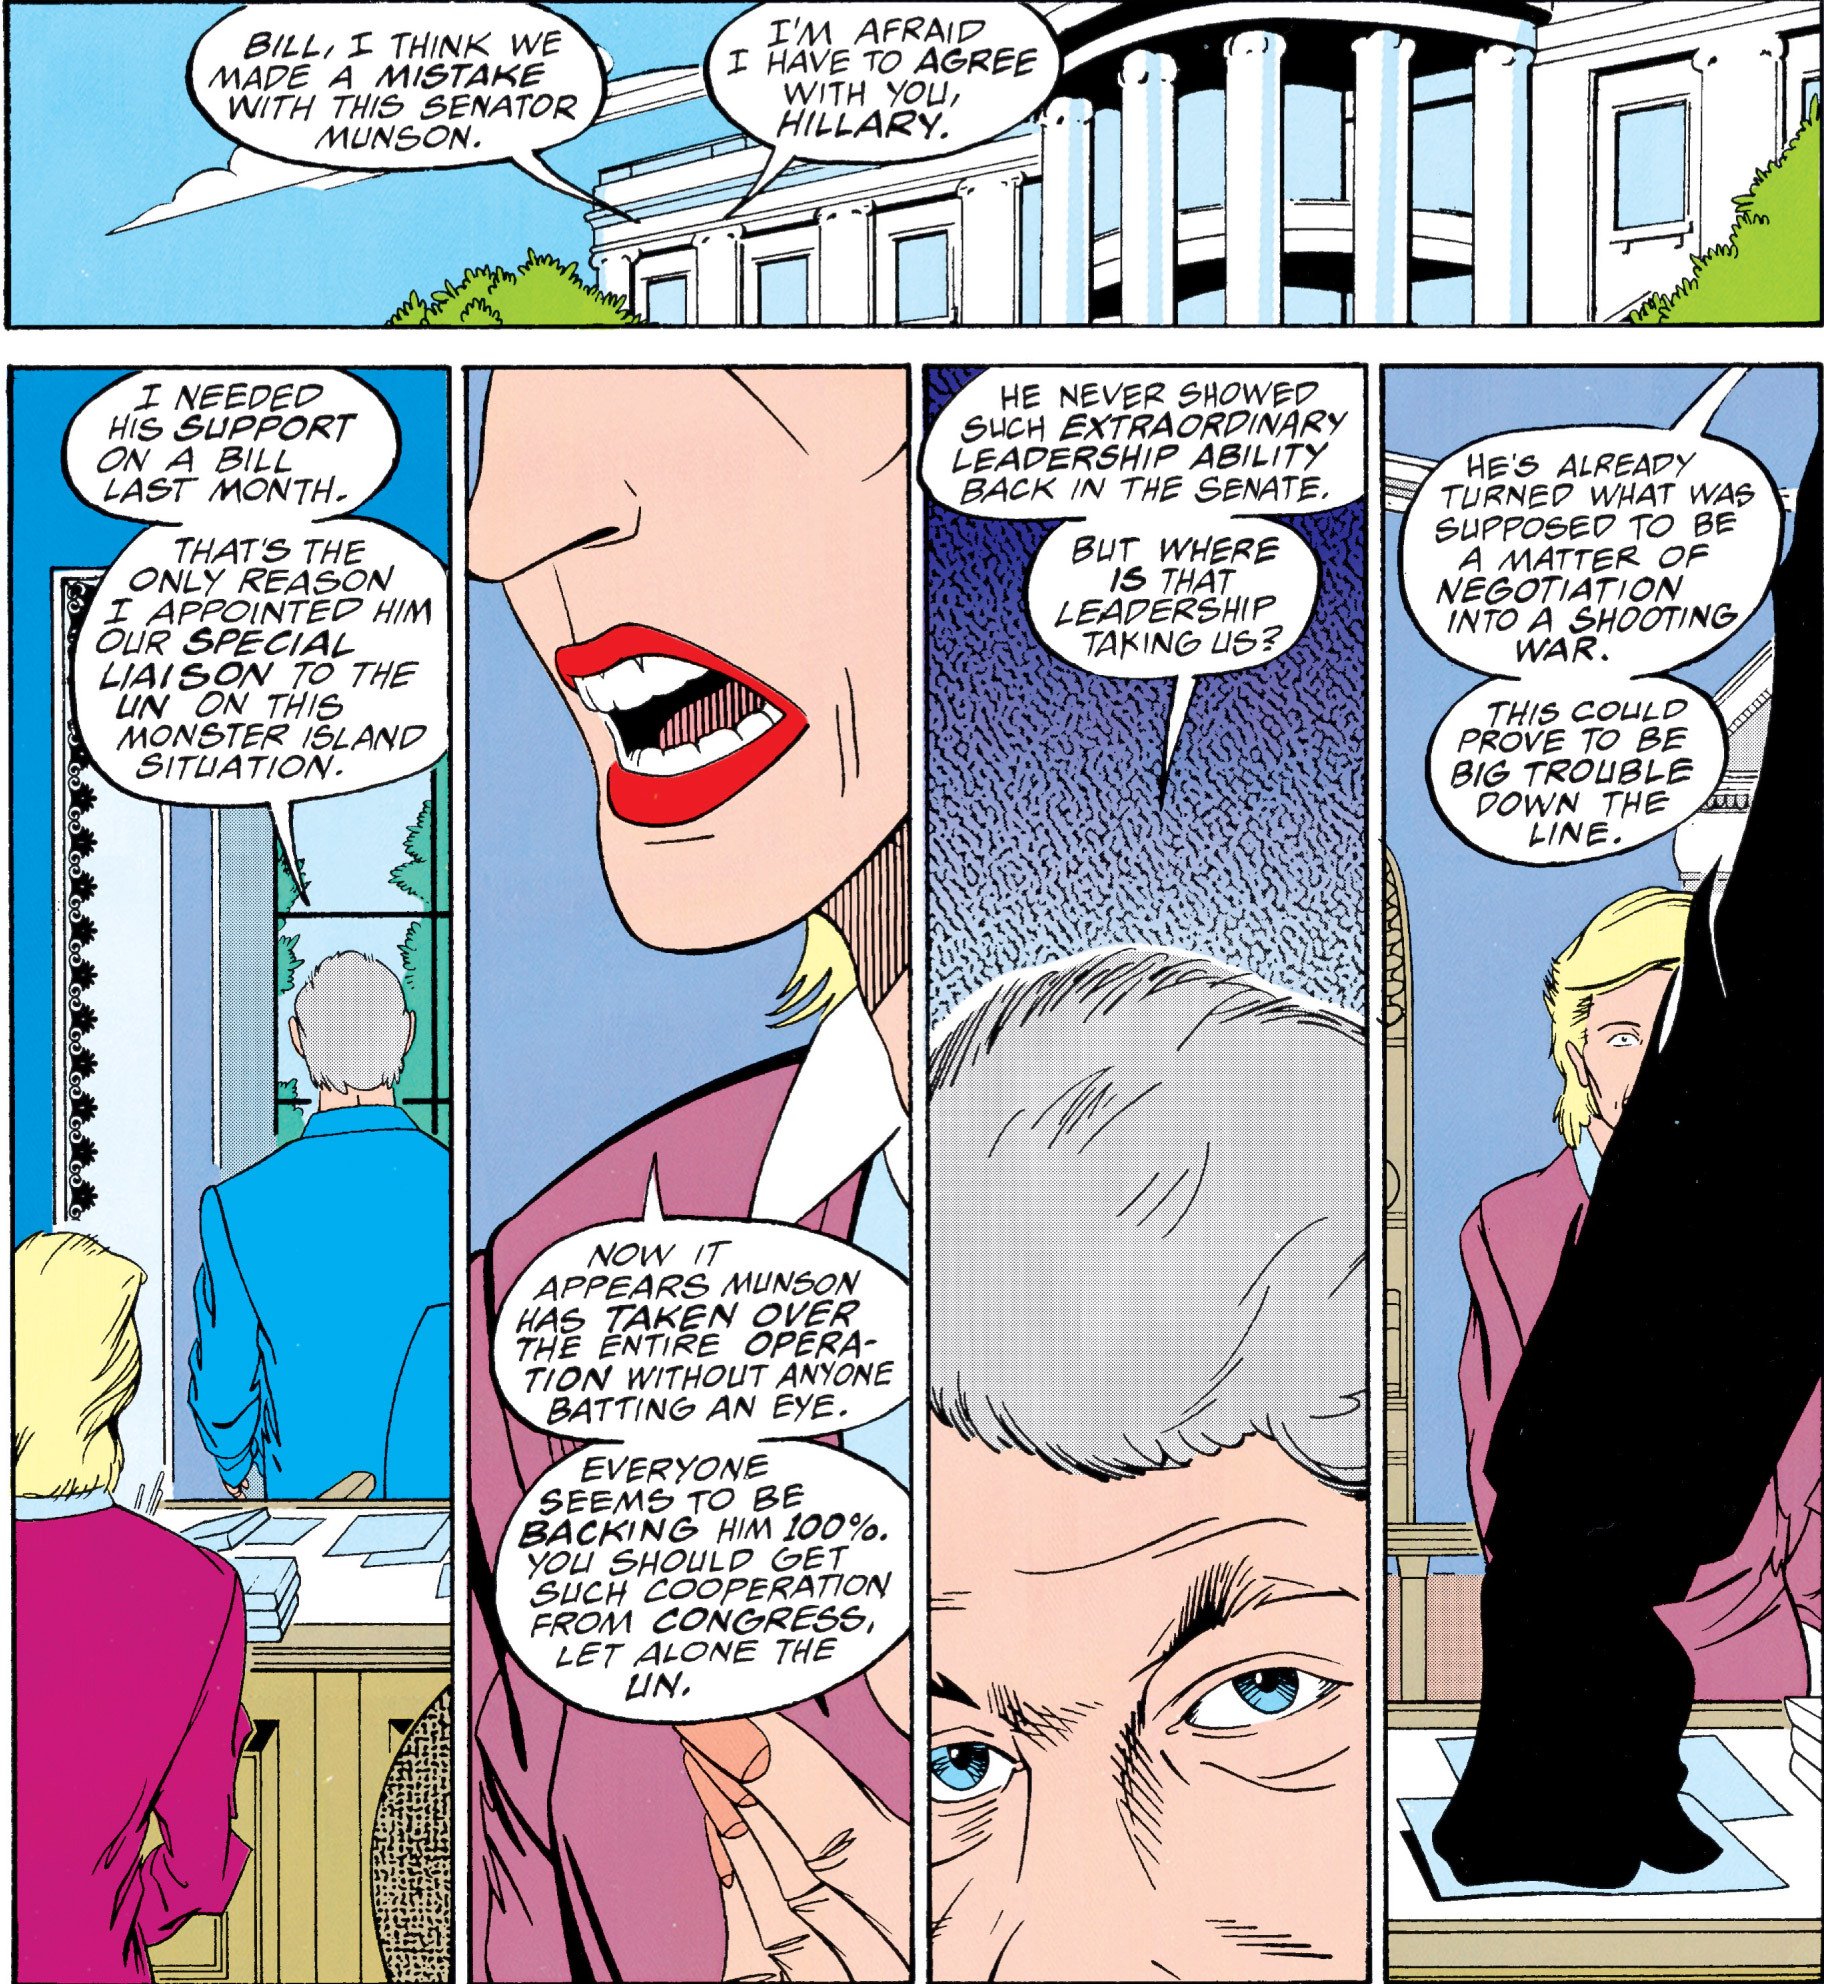 BILL, I THINK WE
MADE A MISTAKE
WITH THIS SENATOR
MUNSON.
I'M AFRAID
I HAVE TO AGREE
WITH YOU,
HILLARY.
I NEEDED
HIS SUPPORT
ON A BILL
LAST MONTH.
THAT'S THE
ONLY REASON
I APPOINTED HIM
OUR SPECIAL
LIAISON TO THE
UN ON THIS
MONSTER ISLAND
SITUATION.
NOW IT
APPEARS MUNSON
HAS TAKEN OVER
THE ENTIRE OPERA-
TION WITHOUT ANYONE
BATTING AN EYE.
EVERYONE
SEEMS TO BE
BACKING HIM 100%.
YOU SHOULD GET
SUCH COOPERATION
FROM CONGRESS,
LET ALONE THE
UN.
HE NEVER SHOWED
SUCH EXTRAORDINARY
LEADERSHIP ABILITY
BACK IN THE SENATE.
BUT WHERE
IS THAT
LEADERSHIP
TAKING US?
HE'S ALREADY
TURNED WHAT WAS
SUPPOSED TO BE
A MATTER OF
NEGOTIATION
INTO A SHOOTING
WAR.
THIS COULD
PROVE TO BE
BIG TROUBLE
DOWN THE
LINE.